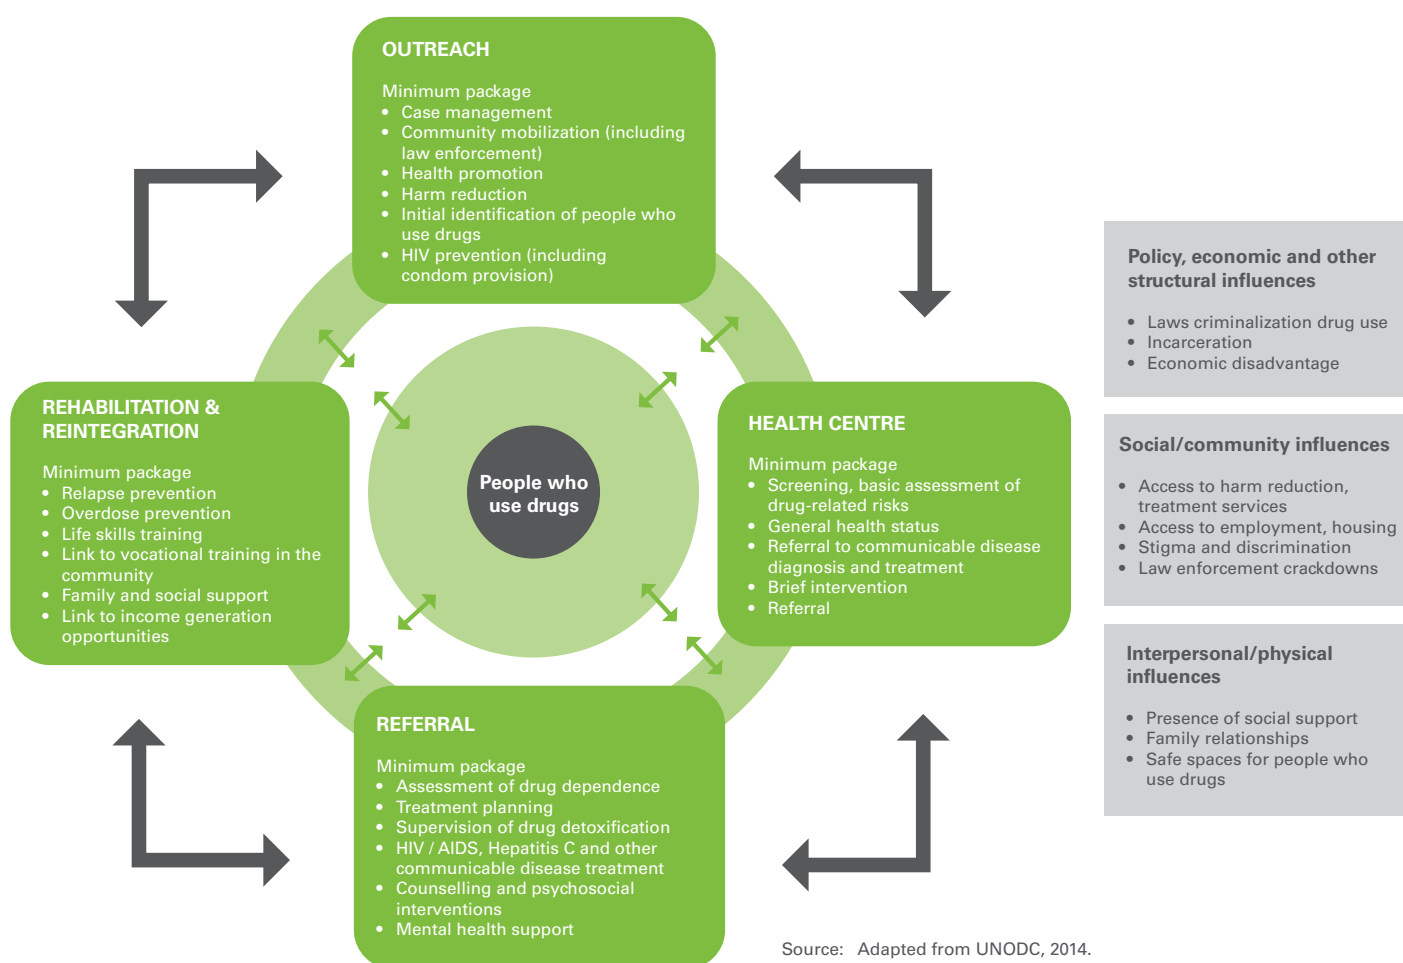 OUTREACH
Minimum package
• Case management
• Community mobilization (including
law enforcement)
• Health promotion
• Harm reduction
• Initial identification of people who
use drugs
• HIV prevention (including
condom provision)
REHABILITATION &
REINTEGRATION
Minimum package
• Relapse prevention
• Overdose prevention
• Life skills training
• Link to vocational training in the
community
• Family and social support
• Link to income generation
opportunities
People who
use drugs
HEALTH CENTRE
Minimum package
• Screening, basic assessment of
drug-related risks
• General health status
• Referral to communicable disease
diagnosis and treatment
• Brief intervention
• Referral
REFERRAL
Minimum package
• Assessment of drug dependence
• Treatment planning
• Supervision of drug detoxification
• HIV / AIDS, Hepatitis C and other
communicable disease treatment
• Counselling and psychosocial
interventions
• Mental health support
Policy, economic and other
structural influences
• Laws criminalization drug use
• Incarceration
• Economic disadvantage
Social/community influences
• Access to harm reduction,
treatment services
• Access to employment, housing
• Stigma and discrimination
• Law enforcement crackdowns
Interpersonal/physical
influences
• Presence of social support
• Family relationships
• Safe spaces for people who
use drugs
Source: Adapted from UNODC, 2014.